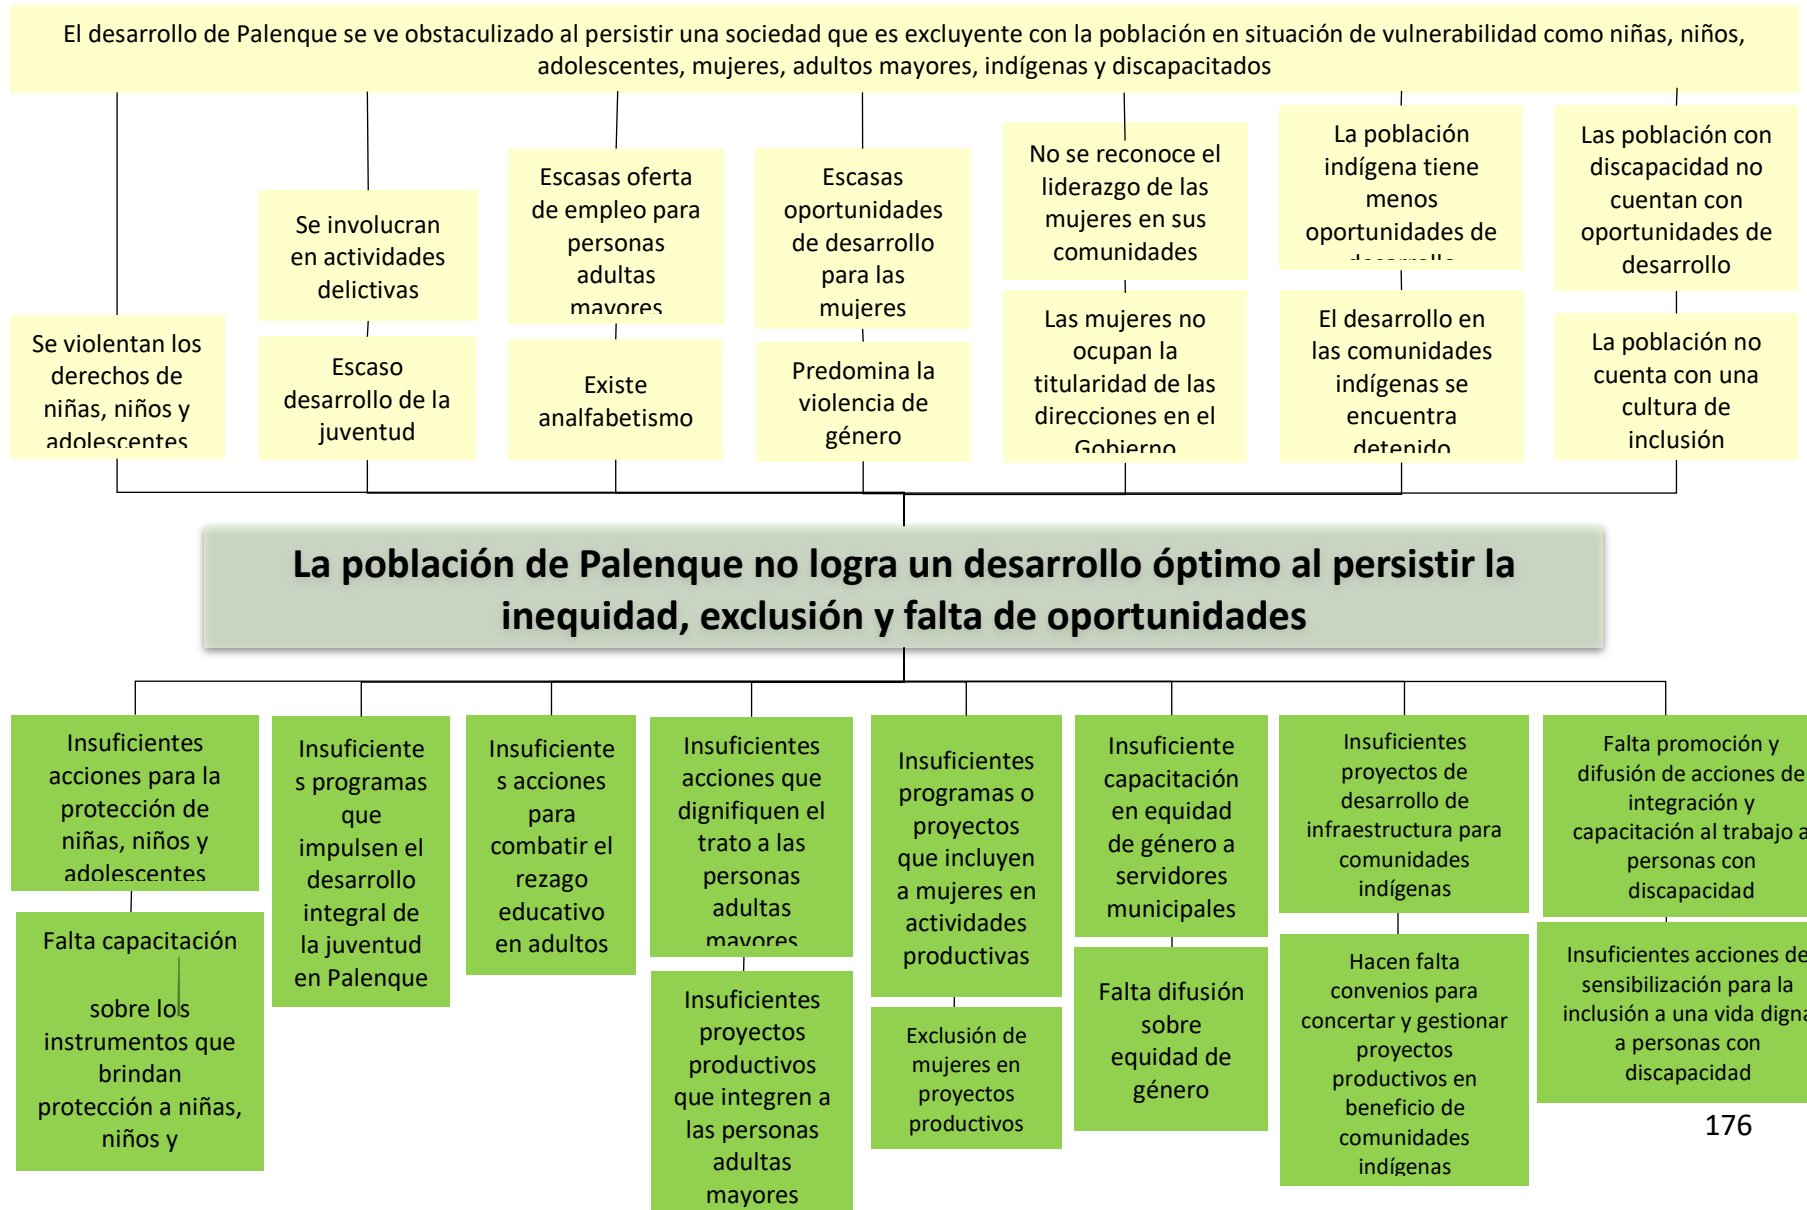 El desarrollo de Palenque se ve obstaculizado al persistir una sociedad que es excluyente con la población en situación de vulnerabilidad como niñas, niños,
adolescentes, mujeres, adultos mayores, indígenas y discapacitados
Se violentan los
derechos de
niñas, niños y
adolescentes
Se involucran
en actividades
delictivas
Escaso
desarrollo de la
juventud
Escasas oferta
de empleo para
personas
adultas
mayores
Existe
analfabetismo
Escasas
oportunidades
de desarrollo
para las
mujeres
Predomina la
violencia de
género
No se reconoce el
liderazgo de las
mujeres en sus
comunidades
Las mujeres no
ocupan la
titularidad de las
direcciones en el
Gobierno
La población
indígena tiene
menos
oportunidades de
desarrollo
El desarrollo en
las comunidades
indígenas se
encuentra
detenido
Las población con
discapacidad no
cuentan con
oportunidades de
desarrollo
La población no
cuenta con una
cultura de
inclusión
La población de Palenque no logra un desarrollo óptimo al persistir la
inequidad, exclusión y falta de oportunidades
Insuficientes
acciones para la
protección de
niñas, niños y
adolescentes
Falta capacitación
sobre los
instrumentos que
brindan
protección a niñas,
niños y
Insuficiente
s programas
que
impulsen el
desarrollo
integral de
la juventud
en Palenque
Insuficiente
s acciones
para
combatir el
rezago
educativo
en adultos
Insuficientes
acciones que
dignifiquen el
trato a las
personas
adultas
mayores
Insuficientes
proyectos
productivos
que integren a
las personas
adultas
mayores
Insuficientes
programas o
proyectos
que incluyen
a mujeres en
actividades
productivas
Exclusión de
mujeres en
proyectos
productivos
Insuficiente
capacitación
en equidad
de género a
servidores
municipales
Falta difusión
sobre
equidad de
género
Insuficientes
proyectos de
desarrollo de
infraestructura para
comunidades
indígenas
Hacen falta
convenios para
concertar y gestionar
proyectos
productivos en
beneficio de
comunidades
indígenas
Falta promoción y
difusión de acciones de
integración y
capacitación al trabajo a
personas con
discapacidad
Insuficientes acciones de
sensibilización para la
inclusión a una vida digna
a personas con
discapacidad
176